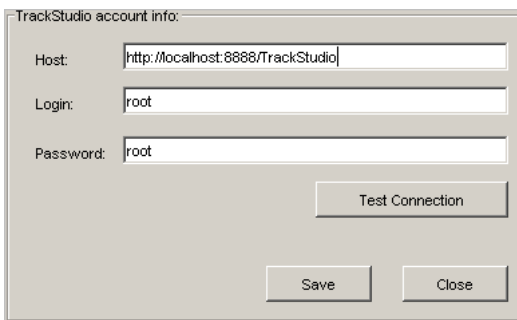 TrackStudio account info:
Host: http://localhost:8888/TrackStudio
Login: root
Password: root
Test Connection
Save Close